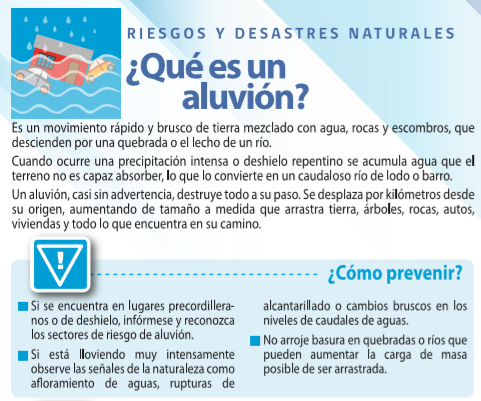 RIESGOS Y DESASTRES NATURALES
¿Qué es un
aluvión?
Es un movimiento rápido y brusco de tierra mezclado con agua, rocas y escombros, que
descienden por una quebrada o el lecho de un río.
Cuando ocurre una precipitación intensa o deshielo repentino se acumula agua que el
terreno no es capaz absorber, lo que lo convierte en un caudaloso río de lodo o barro.
Un aluvión, casi sin advertencia, destruye todo a su paso. Se desplaza por kilómetros desde
su origen, aumentando de tamaño a medida que arrastra tierra, árboles, rocas, autos,
viviendas y todo lo que encuentra en su camino.
¿Cómo prevenir?
Si se encuentra en lugares precordillera-
nos o de deshielo, infórmese y reconozca
los sectores de riesgo de aluvión.
Si está lloviendo muy intensamente
observe las señales de la naturaleza como
afloramiento de aguas, rupturas de
alcantarillado o cambios bruscos en los
niveles de caudales de aguas.
No arroje basura en quebradas o ríos que
pueden aumentar la carga de masa
posible de ser arrastrada.